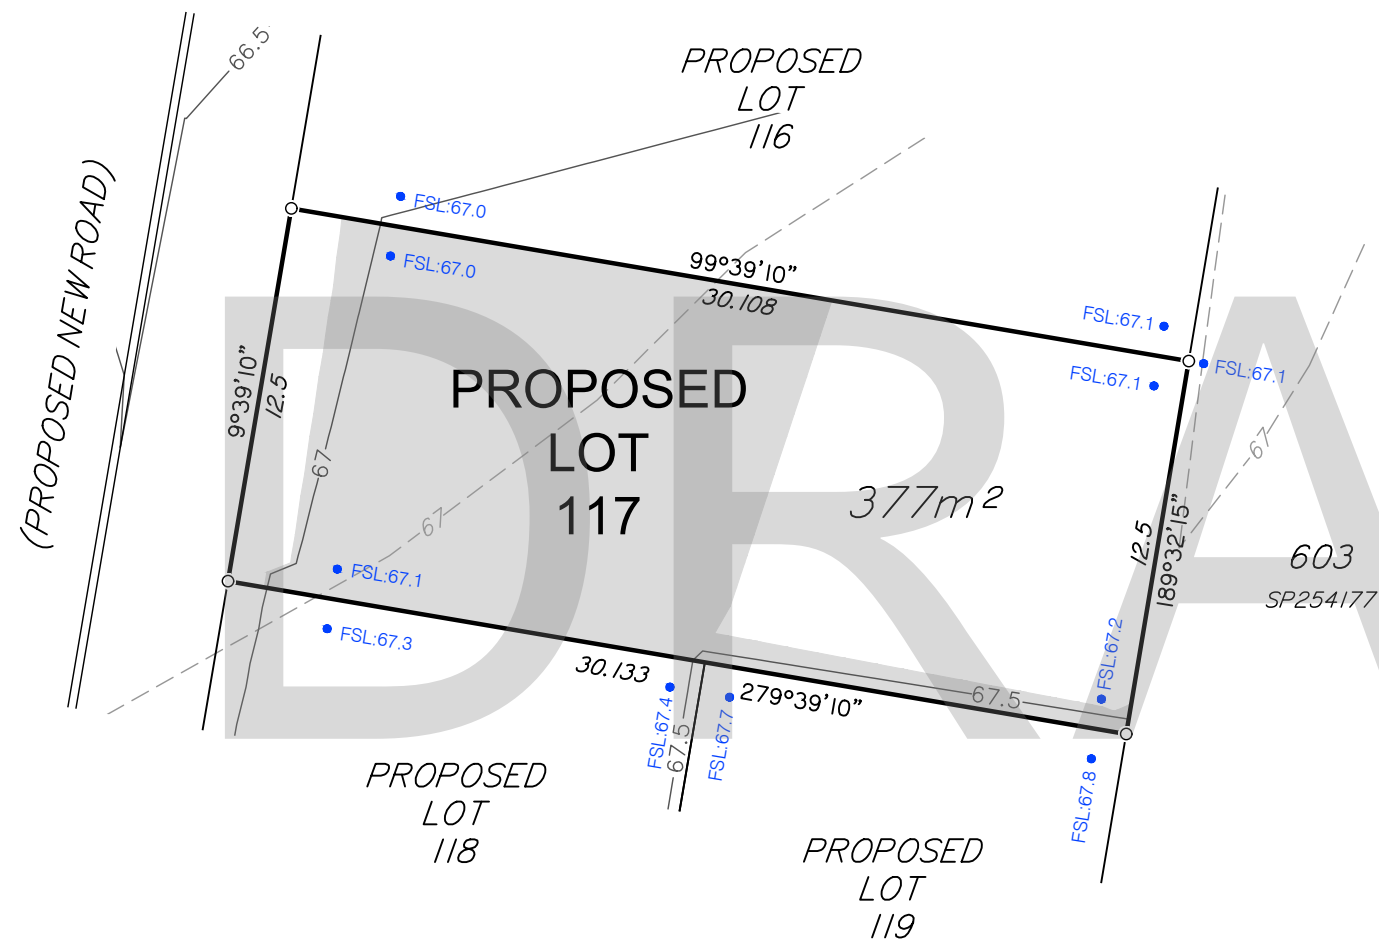 66.5
PROPOSED
LOT
116
(PROPOSED NEW ROAD)
FSL:67.0
FSL:67.0
99°39'10"
30.108
FSL:67.1
FSL:67.1
FSL:67.1
9°39'10"
12.5
67
PROPOSED
LOT
117
67
377m²
67
12.5
189°32'15"
603
SP254177
FSL:67.1
FSL:67.3
30.133
FSL:67.4
67.5
FSL:67.7
279°39'10"
67.5
FSL:67.2
FSL:67.8
PROPOSED
LOT
118
PROPOSED
LOT
119
DRA